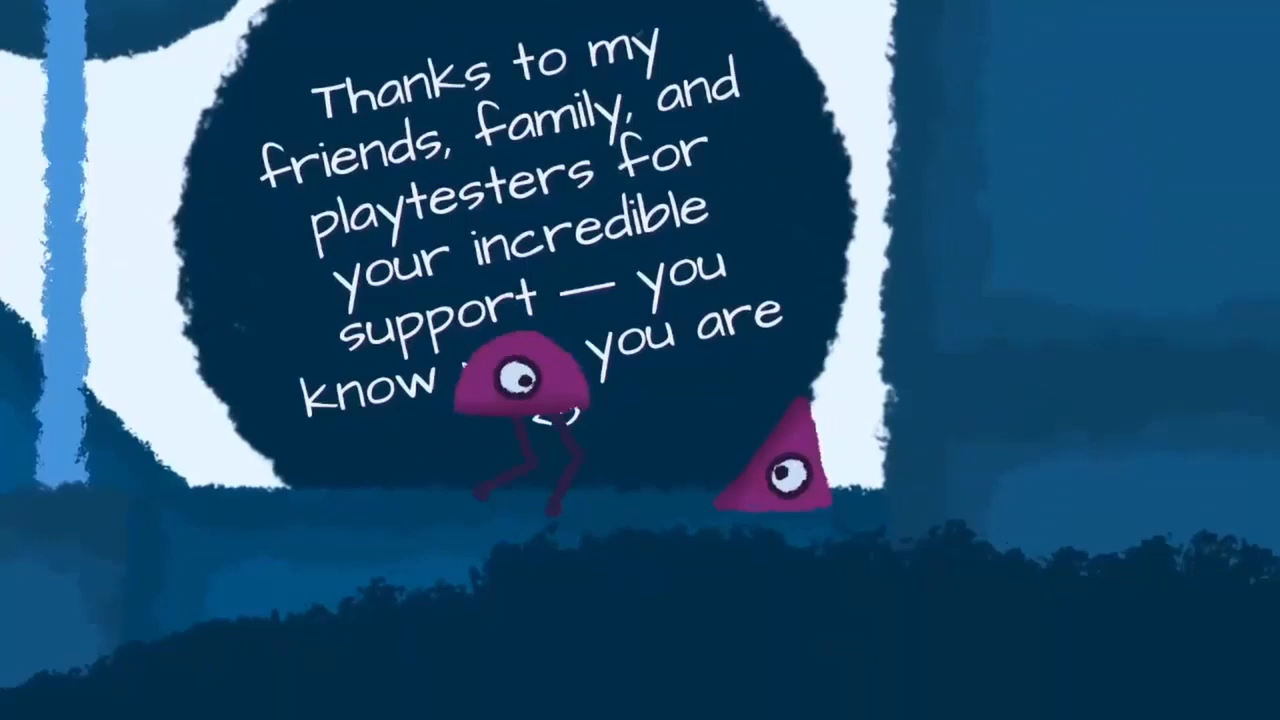 Thanks to my
friends, family, and
playtesters for
your incredible
support — you
know you are